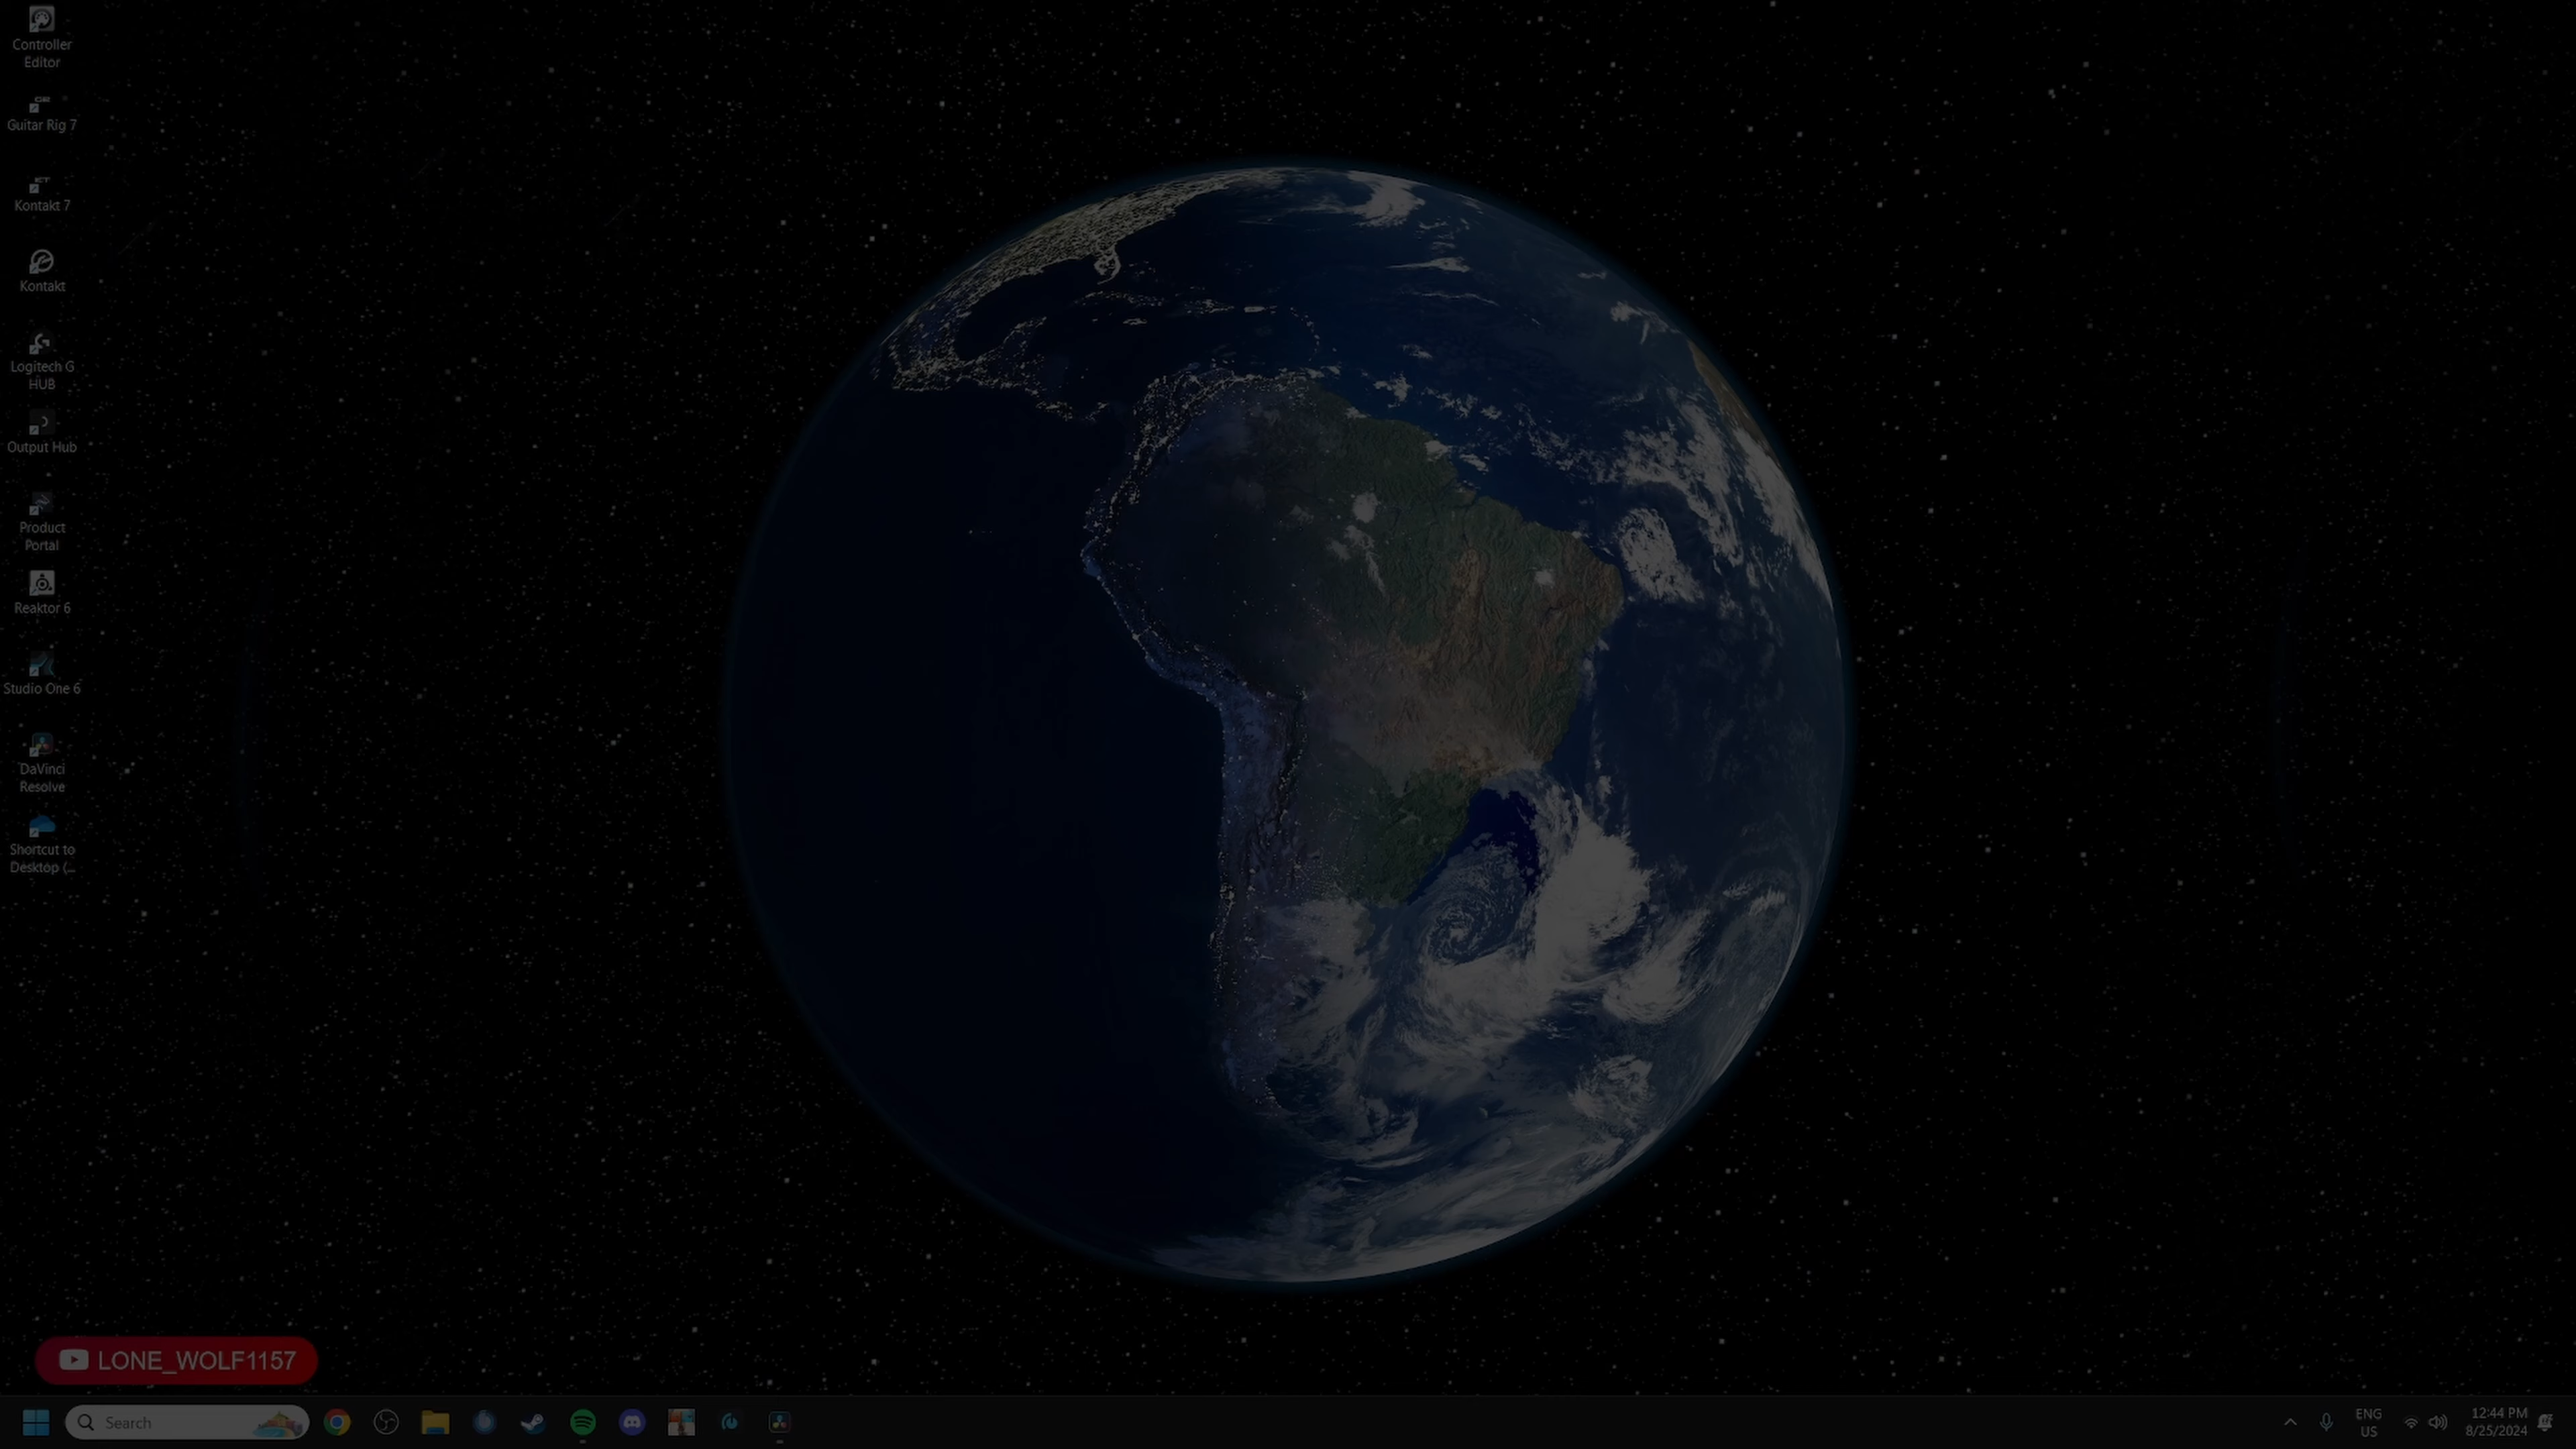 Controller
Editor
Guitar Rig 7
Kontakt 7
Kontakt
Logitech G
HUB
Output Hub
Product
Portal
Reaktor 6
Studio One 6
DaVinci
Resolve
Shortcut to
Desktop (...
LONE_WOLF1157
Search
ENG
US
12:44 PM
8/25/2024